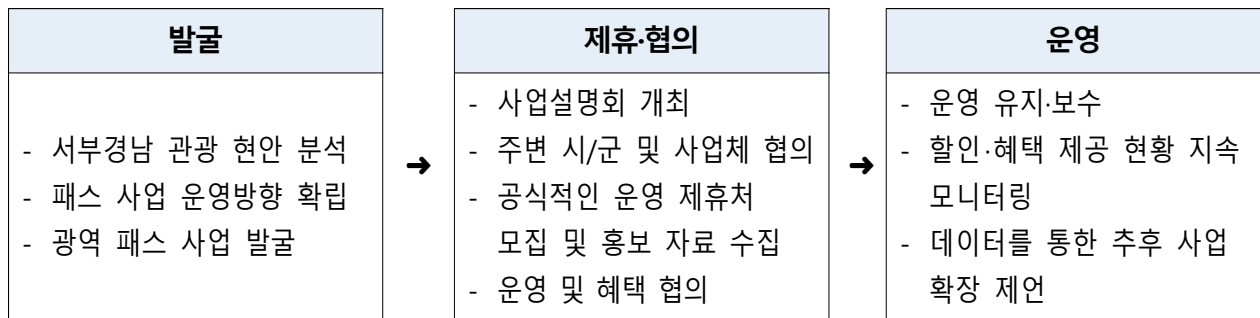 발굴
- 서부경남 관광 현안 분석
- 패스 사업 운영방향 확립
- 광역 패스 사업 발굴
➜
제휴·협의
- 사업설명회 개최
- 주변 시/군 및 사업체 협의
- 공식적인 운영 제휴처
모집 및 홍보 자료 수집
- 운영 및 혜택 협의
➜
운영
- 운영 유지·보수
- 할인·혜택 제공 현황 지속
모니터링
- 데이터를 통한 추후 사업
확장 제언